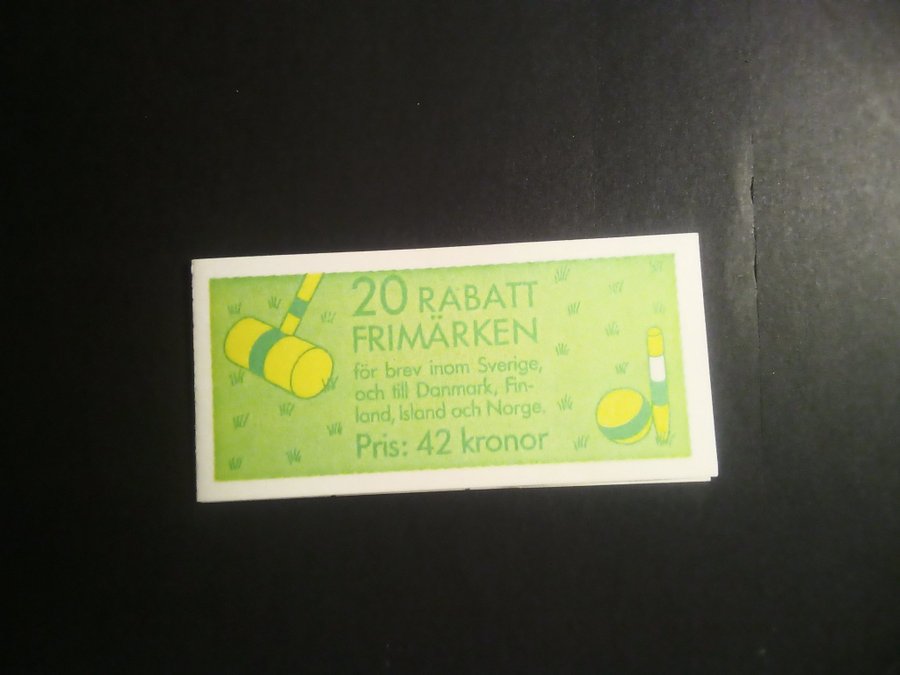 20 RABATT
FRIMÄRKEN
för brev inom Sverige,
och till Danmark, Fin-
land, Island och Norge.
Pris: 42 kronor